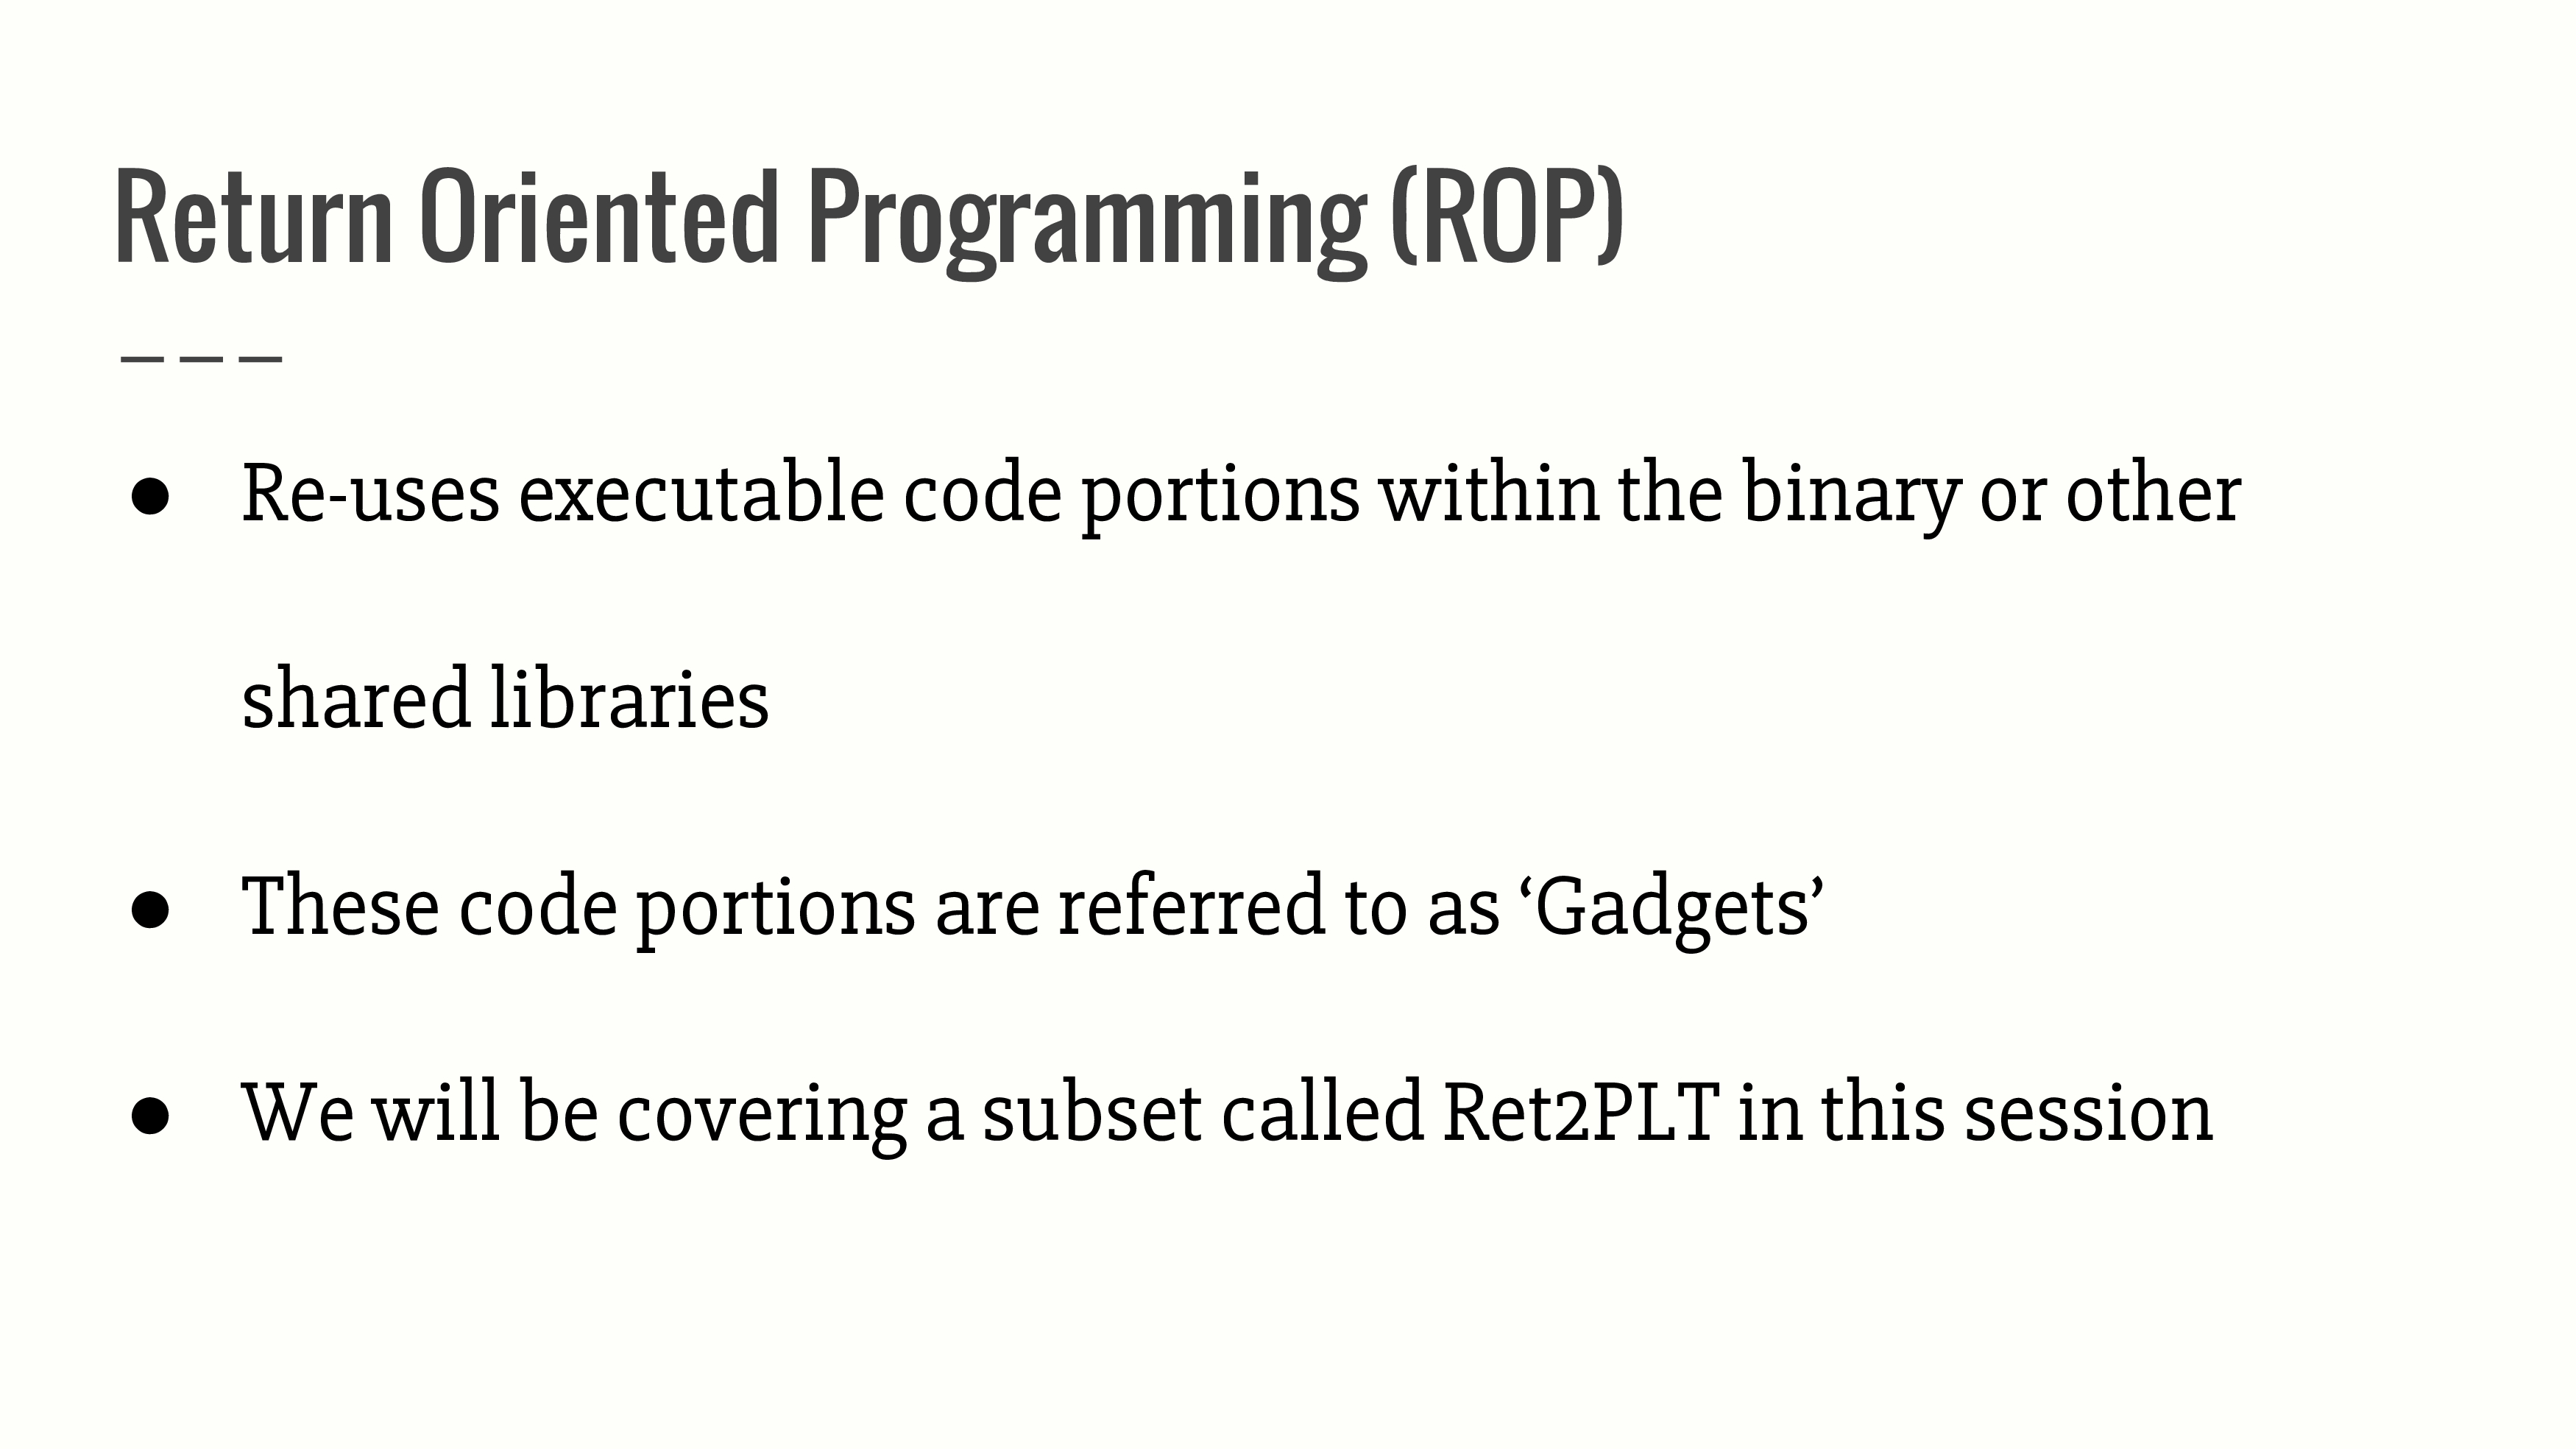 Return Oriented Programming (ROP)
● Re-uses executable code portions within the binary or other
shared libraries
● These code portions are referred to as ‘Gadgets’
● We will be covering a subset called Ret2PLT in this session